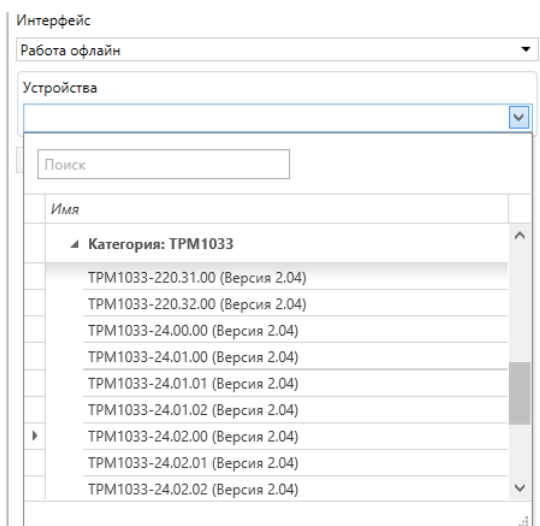 Интерфейс
Работа офлайн
Устройства
Поиск
Имя
Категория: ТРМ1033
ТРМ1033-220.31.00 (Версия 2.04)
ТРМ1033-220.32.00 (Версия 2.04)
ТРМ1033-24.00.00 (Версия 2.04)
ТРМ1033-24.01.00 (Версия 2.04)
ТРМ1033-24.01.01 (Версия 2.04)
ТРМ1033-24.01.02 (Версия 2.04)
ТРМ1033-24.02.00 (Версия 2.04)
ТРМ1033-24.02.01 (Версия 2.04)
ТРМ1033-24.02.02 (Версия 2.04)